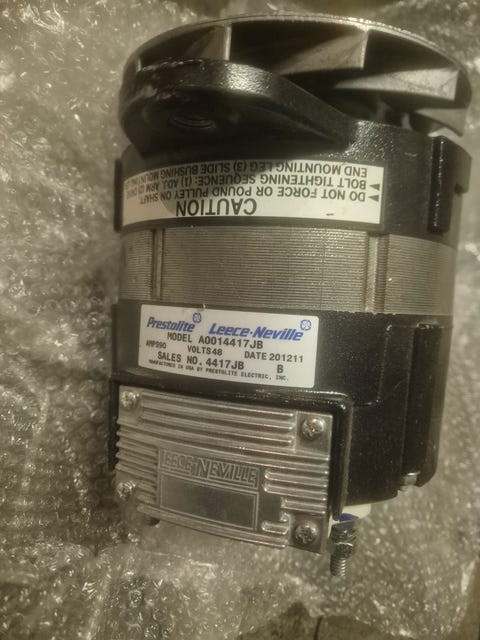 CAUTION
▲ DO NOT FORCE OR POUND PULLEY ON SHAFT.
▲ BOLT TIGHTENING SEQUENCE: (1) ADJ. ARM (2) DRIVE
END MOUNTING LEG (3) SLIDE BUSHING MOUNTING
Prestolite Leece-Neville
MODEL A0014417JB
AMPS90 VOLTS48 DATE 201211
SALES NO. 4417JB B
MANUFACTURED IN USA BY PRESTOLITE ELECTRIC, INC.
LEECE NEVILLE